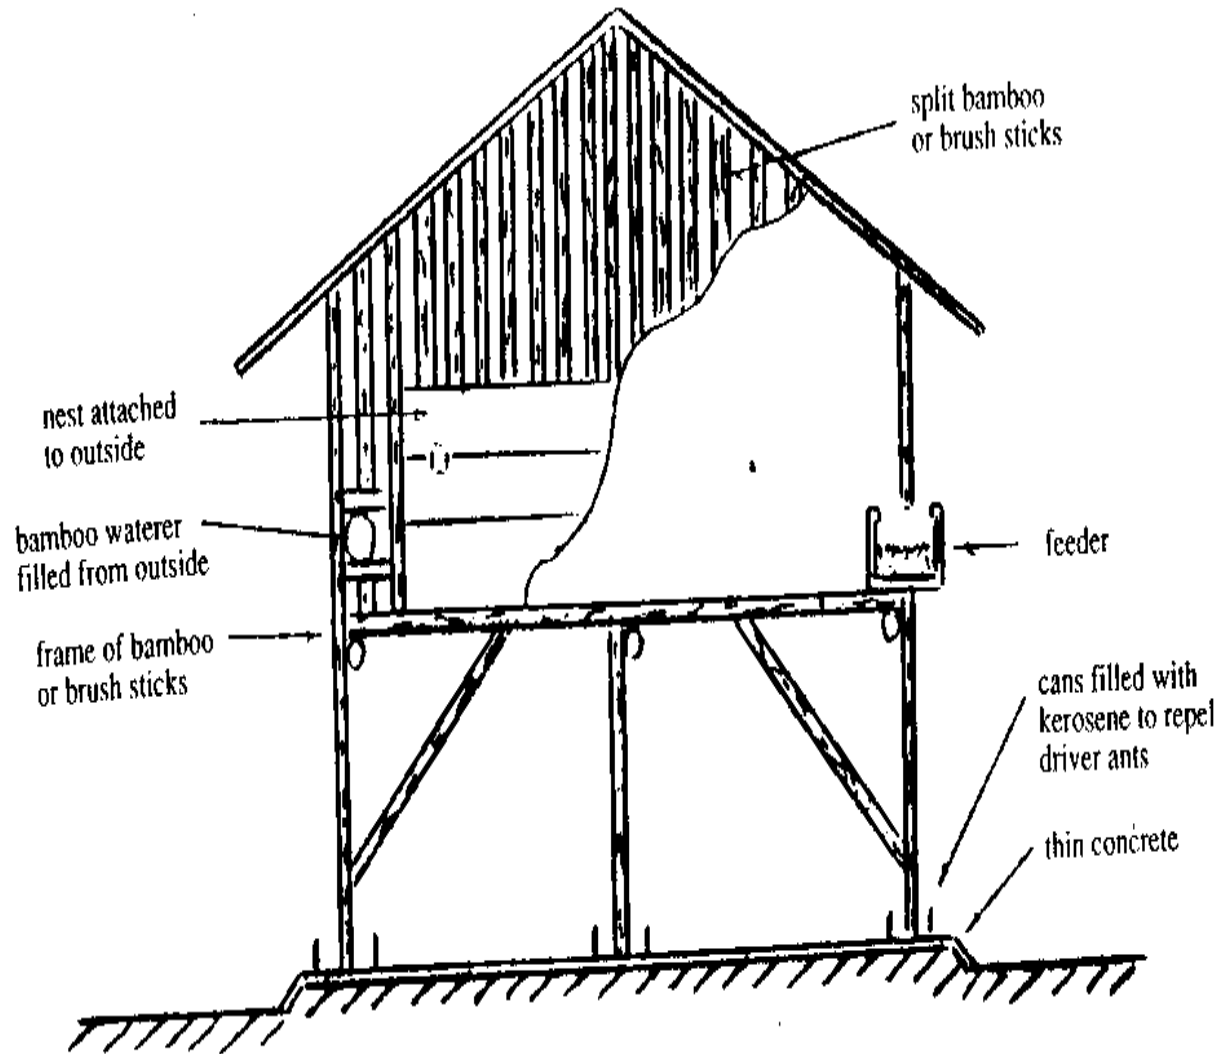 split bamboo
or brush sticks
nest attached
to outside
bamboo waterer
filled from outside
feeder
frame of bamboo
or brush sticks
cans filled with
kerosene to repel
driver ants
thin concrete